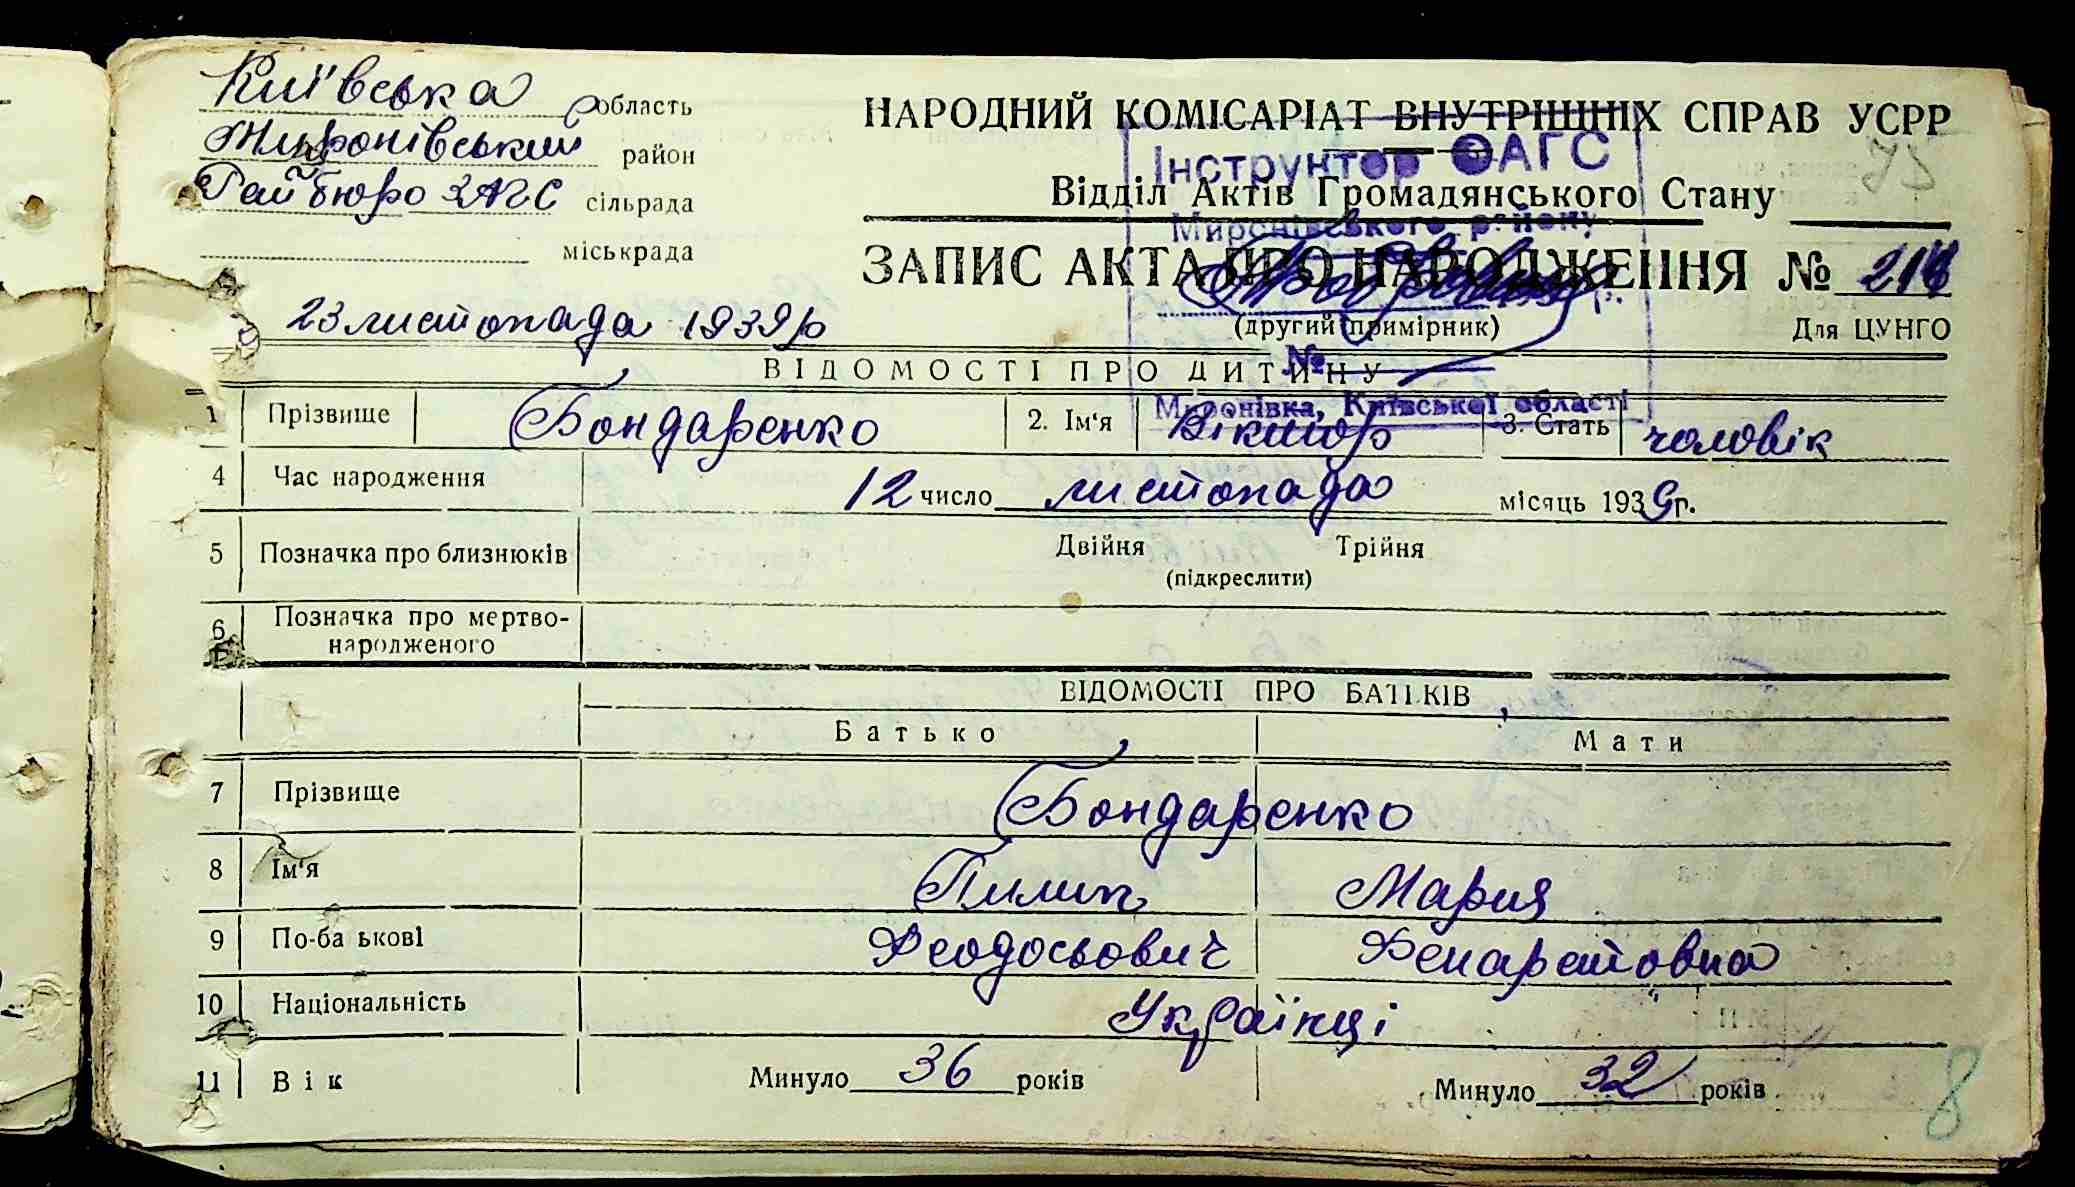 Київська область
Миронівський район
Райбюро ЗАГС сільрада
міськрада
НАРОДНИЙ КОМІСАРІАТ ВНУТРІШНІХ СПРАВ УСРР
Інструктор ЗАГС
75
Відділ Актів Громадянського Стану
Миронівського району
ЗАПИС АКТА ПРО НАРОДЖЕННЯ №
23 листопада 1939 р
(другий примірник)
Для ЦУНГО
№
ВІДОМОСТІ ПРО ДИТИНУ
Миронівка, Київської області
1 Прізвище Бондаренко 2. Ім'я Віктор 3. Стать чоловік
4 Час народження 12 число листопада місяць 1939 р.
5 Позначка про близнюків Двійня Трійня
(підкреслити)
6 Позначка про мертво-
народженого
ВІДОМОСТІ ПРО БАТЬКІВ
Батько Мати
7 Прізвище Бондаренко
8 Ім'я Пилип Мария
9 По-ба ькові Феодосьович Фенаретовна
10 Національність Українці
11 Вік Минуло 36 років Минуло 32 років
8